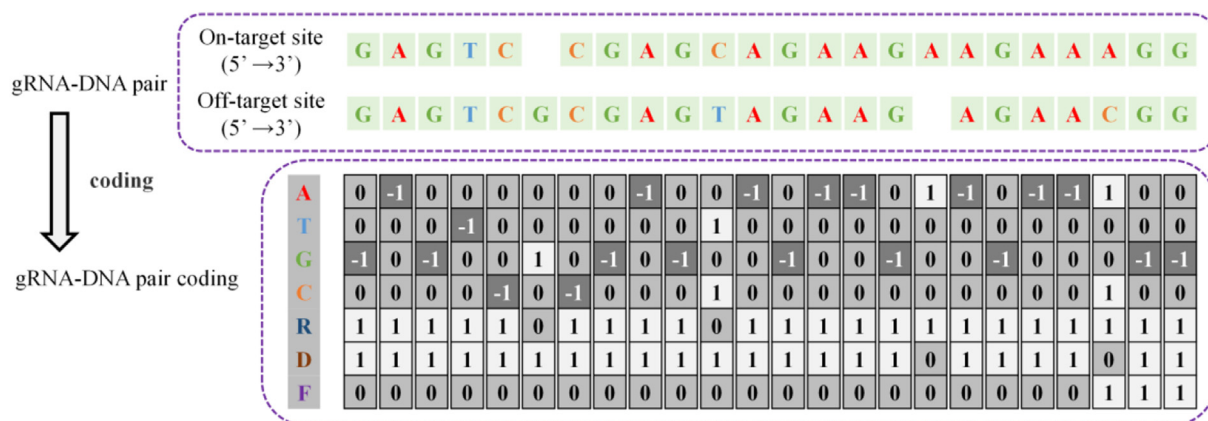 On-target site
(5' →3')
G A G T C C G A G C A G A A G A A G A A A G G
gRNA-DNA pair
Off-target site
(5' →3')
G A G T C G C G A G T A G A A G A G A A C G G
coding
gRNA-DNA pair coding
A 0 -1 0 0 0 0 0 0 -1 0 0 -1 0 -1 -1 0 1 -1 0 -1 -1 1 0 0
T 0 0 0 -1 0 0 0 0 0 0 1 0 0 0 0 0 0 0 0 0 0 0 0 0
G -1 0 -1 0 0 1 0 -1 0 -1 0 0 -1 0 0 -1 0 0 -1 0 0 0 -1 -1
C 0 0 0 0 -1 0 -1 0 0 0 1 0 0 0 0 0 0 0 0 0 0 1 0 0
R 1 1 1 1 1 0 1 1 1 1 0 1 1 1 1 1 1 1 1 1 1 1 1 1
D 1 1 1 1 1 1 1 1 1 1 1 1 1 1 1 1 0 1 1 1 1 0 1 1
F 0 0 0 0 0 0 0 0 0 0 0 0 0 0 0 0 0 0 0 0 0 1 1 1